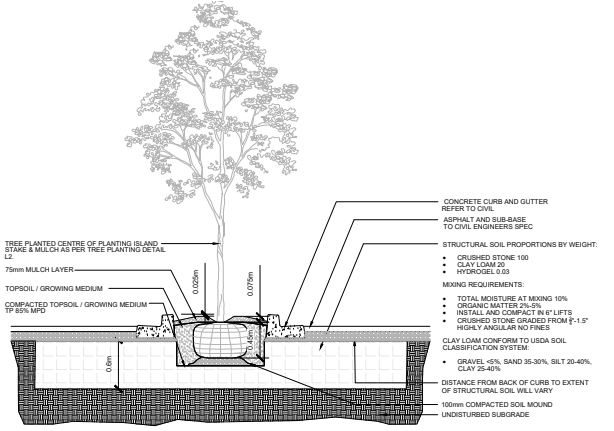 TREE PLANTED CENTRE OF PLANTING ISLAND
STAKE & MULCH AS PER TREE PLANTING DETAIL
L2.
75mm MULCH LAYER
TOPSOIL / GROWING MEDIUM
COMPACTED TOPSOIL / GROWING MEDIUM
TP 85% MPD
0.025m
0.075m
0.45m
0.6m
CONCRETE CURB AND GUTTER
REFER TO CIVIL
ASPHALT AND SUB-BASE
TO CIVIL ENGINEERS SPEC
STRUCTURAL SOIL PROPORTIONS BY WEIGHT:
• CRUSHED STONE 100
• CLAY LOAM 20
• HYDROGEL 0.03
MIXING REQUIREMENTS:
• TOTAL MOISTURE AT MIXING 10%
• ORGANIC MATTER 2%-5%
• INSTALL AND COMPACT IN 6" LIFTS
• CRUSHED STONE GRADED FROM -1.5"
HIGHLY ANGULAR NO FINES
CLAY LOAM CONFORM TO USDA SOIL
CLASSIFICATION SYSTEM:
• GRAVEL <5%, SAND 35-30%, SILT 20-40%,
CLAY 25-40%
DISTANCE FROM BACK OF CURB TO EXTENT
OF STRUCTURAL SOIL WILL VARY
100mm COMPACTED SOIL MOUND
UNDISTURBED SUBGRADE